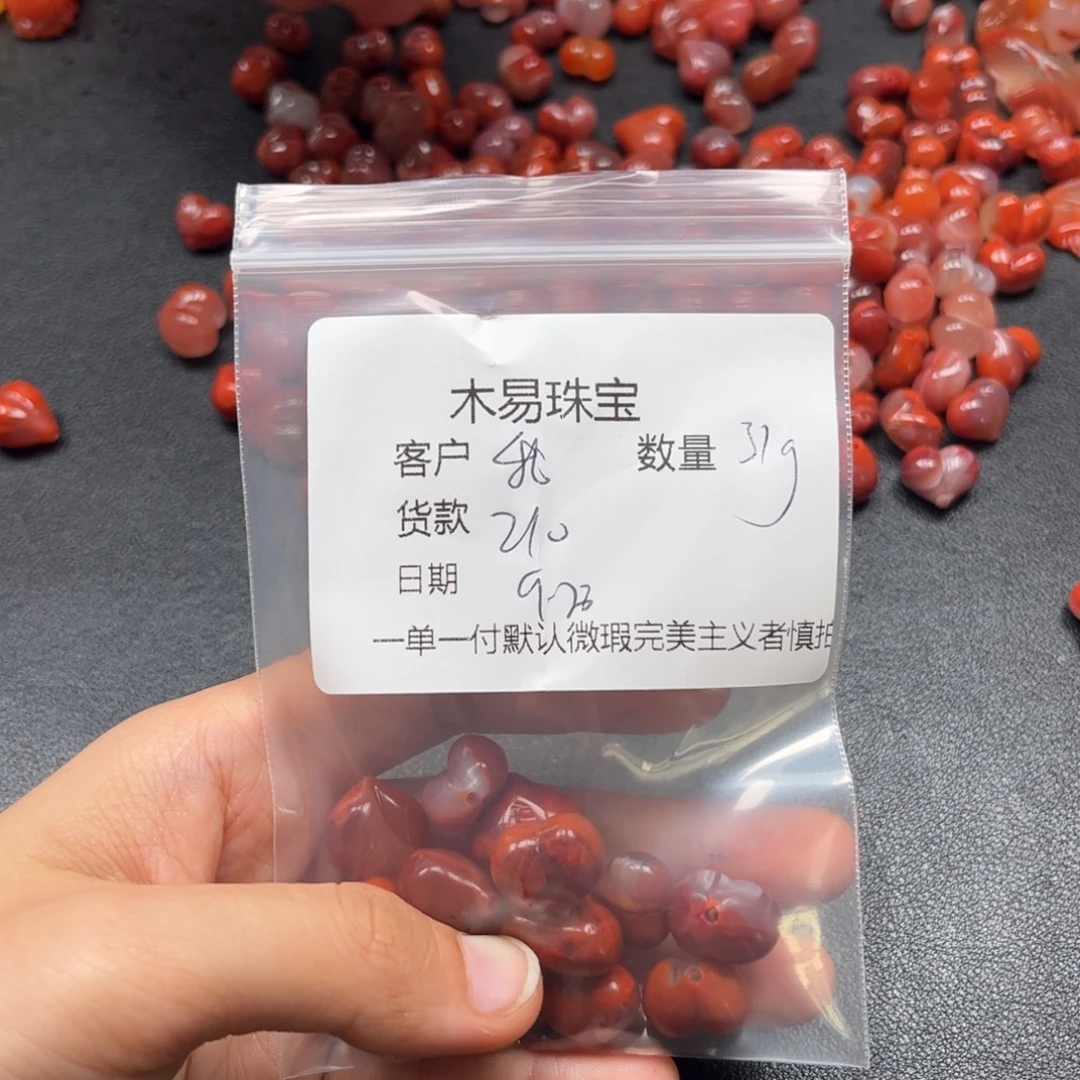 木易珠宝
客户 数量 31g
货款 210
日期
一单一付默认微瑕完美主义者慎拍